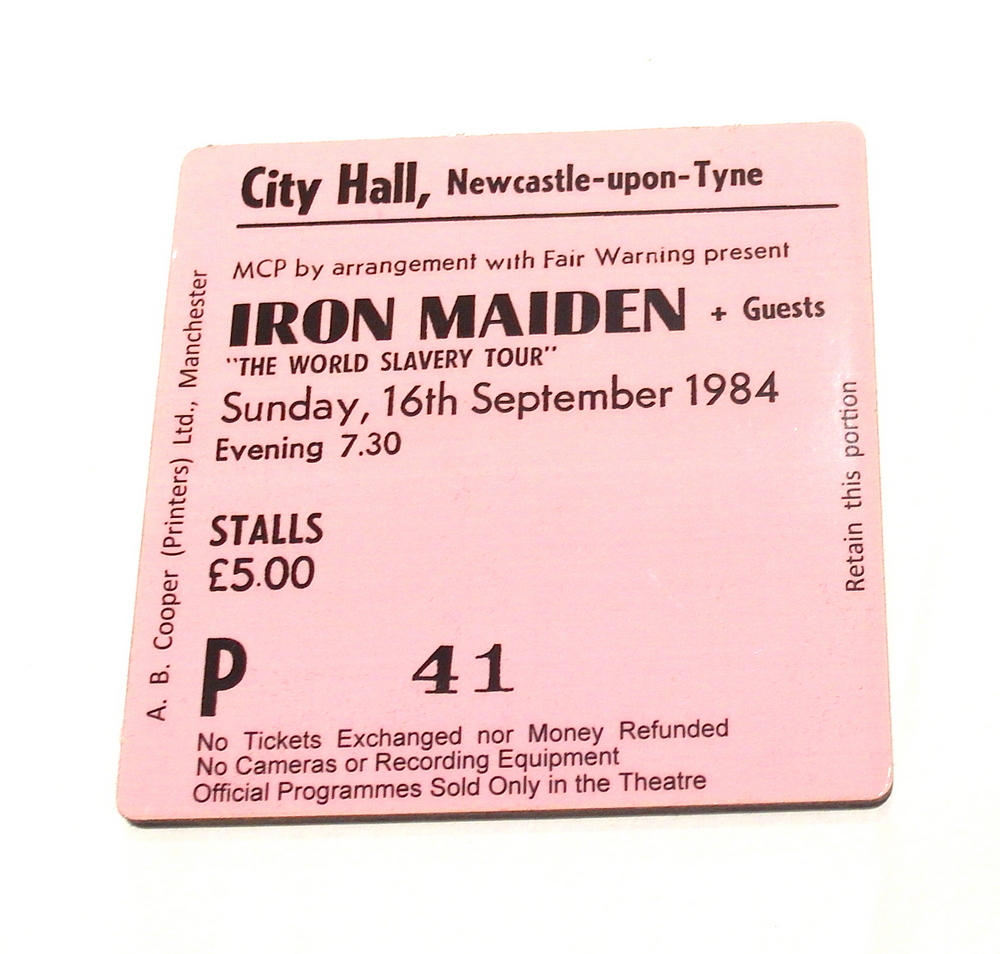 City Hall, Newcastle-upon-Tyne
MCP by arrangement with Fair Warning present
IRON MAIDEN + Guests
"THE WORLD SLAVERY TOUR"
Sunday, 16th September 1984
Evening 7.30
STALLS
£5.00
P 41
No Tickets Exchanged nor Money Refunded
No Cameras or Recording Equipment
Official Programmes Sold Only in the Theatre
A. B. Cooper (Printers) Ltd., Manchester
Retain this portion